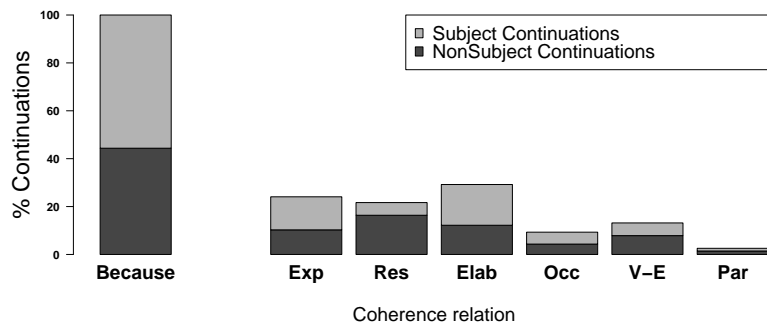 100
80
60
40
20
0
% Continuations
Subject Continuations
NonSubject Continuations
Because Exp Res Elab Occ V−E Par
Coherence relation